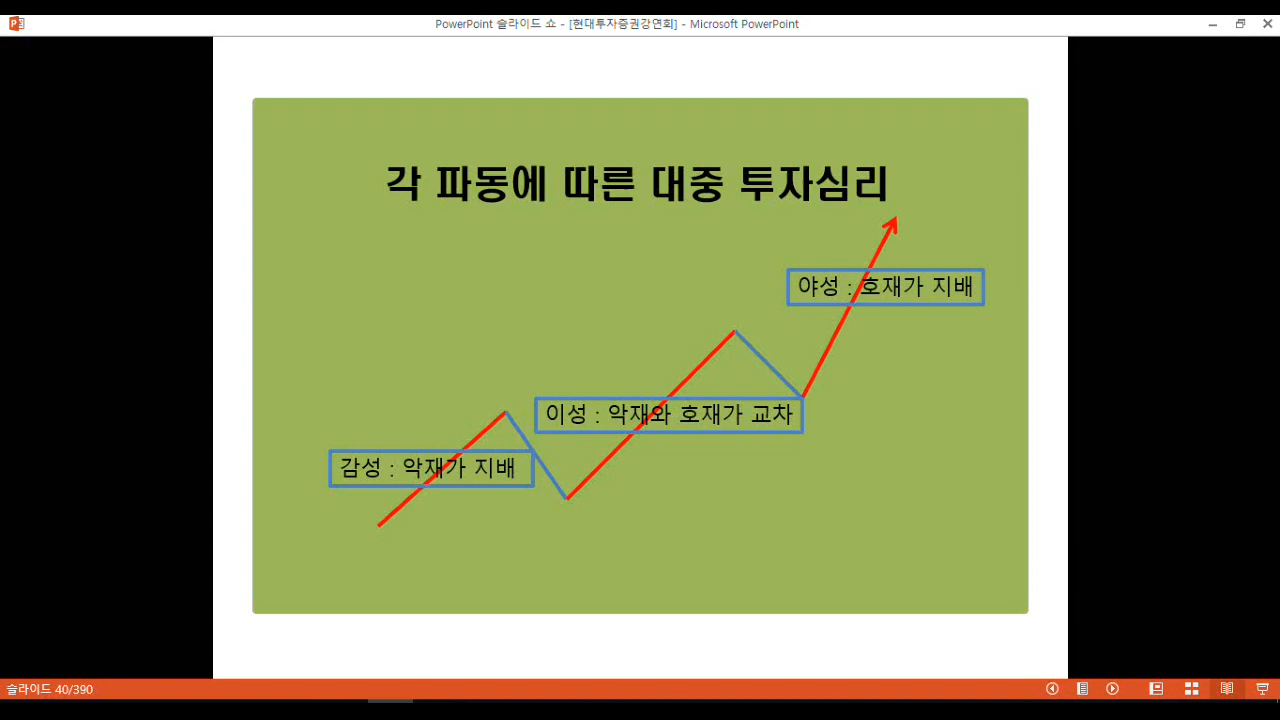 PowerPoint 슬라이드 쇼 - [현대투자증권강연회] - Microsoft PowerPoint
각 파동에 따른 대중 투자심리
야성 : 호재가 지배
이성 : 악재와 호재가 교차
감성 : 악재가 지배
슬라이드 40/390